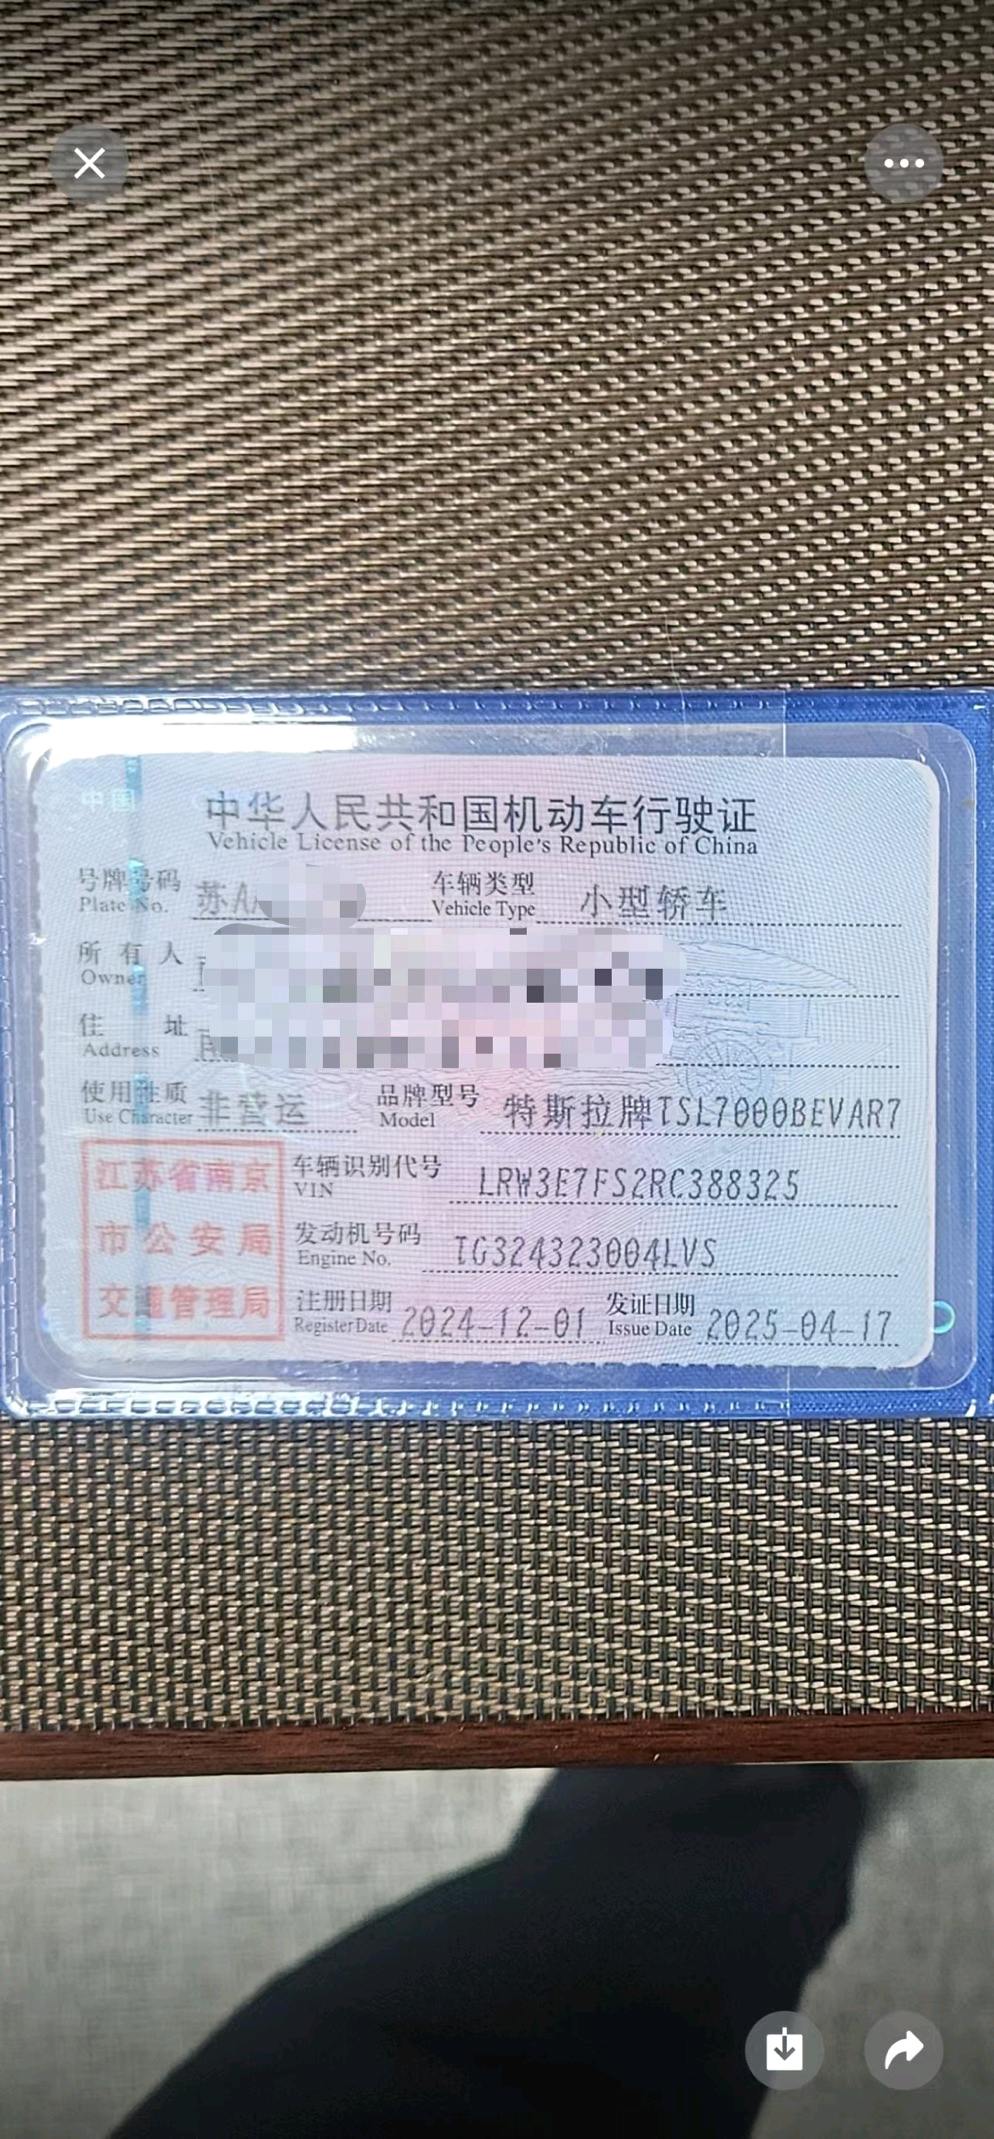 中国
中华人民共和国机动车行驶证
Vehicle License of the People's Republic of China
号牌号码 苏A 车辆类型 小型轿车
Plate No. Vehicle Type
所有人
Owner
住址
Address
使用性质 非营运 品牌型号 特斯拉牌TSL7000BEVAR7
Use Character Model
江苏省南京 车辆识别代号 LRW3E7FS2RC388325
VIN
市公安局 发动机号码 TG324323004LVS
Engine No.
交通管理局 注册日期 2024-12-01 发证日期 2025-04-17
Register Date Issue Date